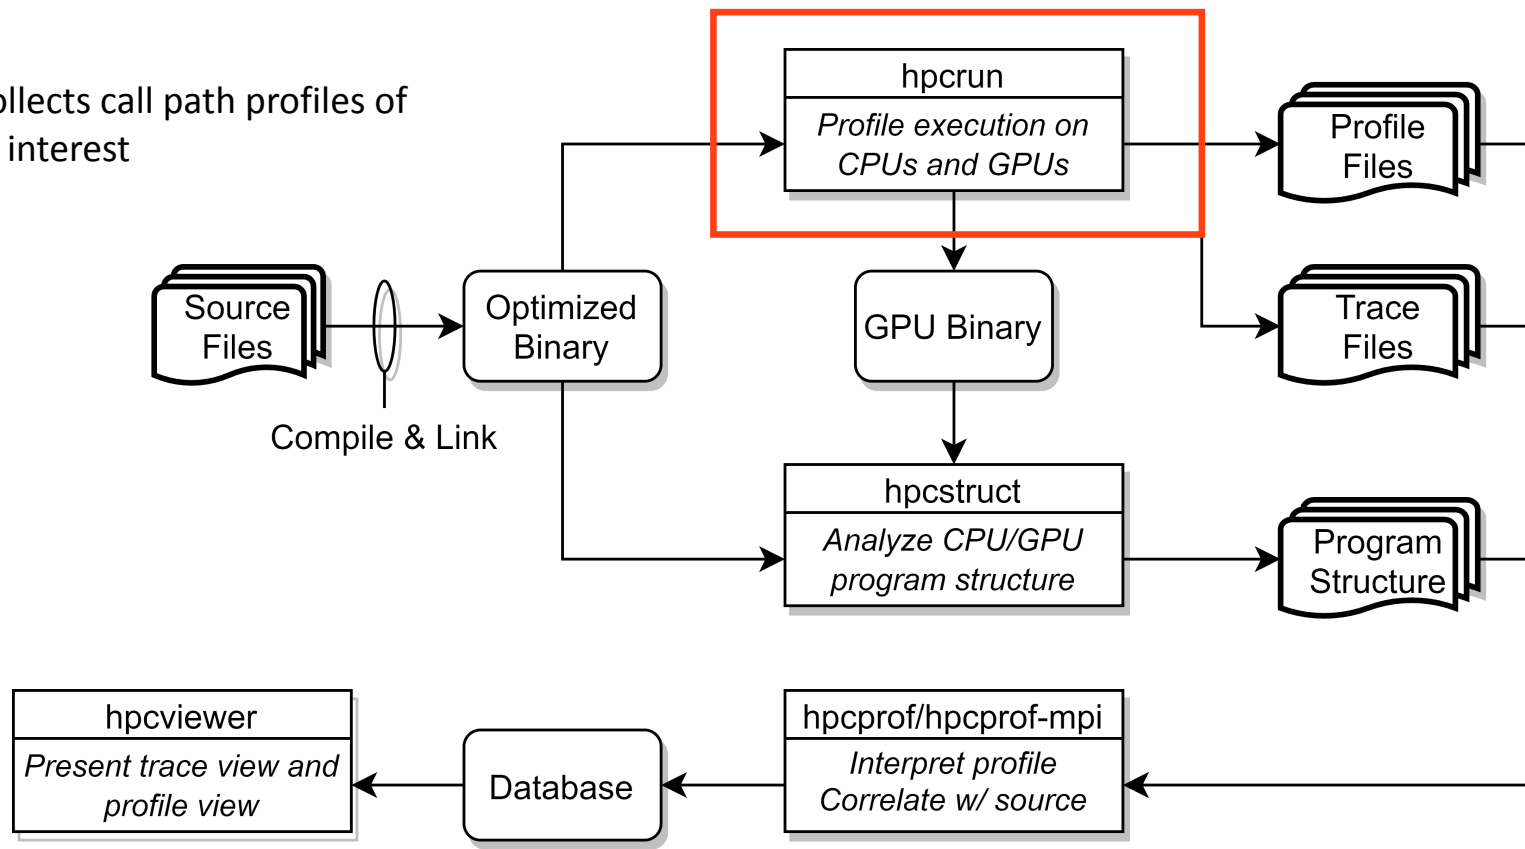 ollects call path profiles of
interest
hpcrun
Profile execution on
CPUs and GPUs
Profile
Files
Source
Files
Optimized
Binary
GPU Binary
Trace
Files
Compile & Link
hpcstruct
Analyze CPU/GPU
program structure
Program
Structure
hpcviewer
Present trace view and
profile view
Database
hpcprof/hpcprof-mpi
Interpret profile
Correlate w/ source